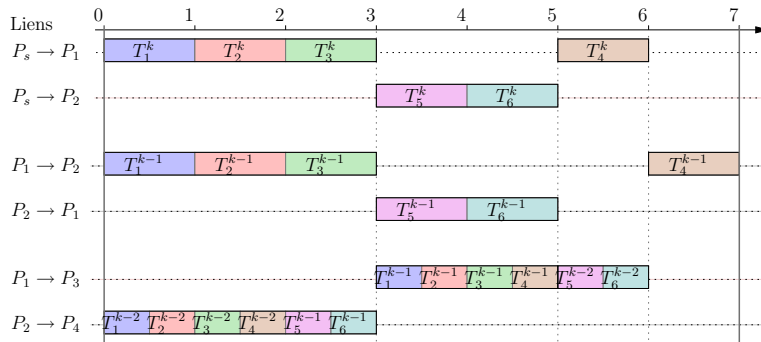 0 1 2 3 4 5 6 7
Liens
P_s → P_1 T_1^k T_2^k T_3^k T_4^k
P_s → P_2 T_5^k T_6^k
P_1 → P_2 T_1^{k-1} T_2^{k-1} T_3^{k-1} T_4^{k-1}
P_2 → P_1 T_5^{k-1} T_6^{k-1}
P_1 → P_3 T_1^{k-1} T_2^{k-1} T_3^{k-1} T_4^{k-1} T_5^{k-2} T_6^{k-2}
P_2 → P_4 T_1^{k-2} T_2^{k-2} T_3^{k-2} T_4^{k-2} T_5^{k-1} T_6^{k-1}